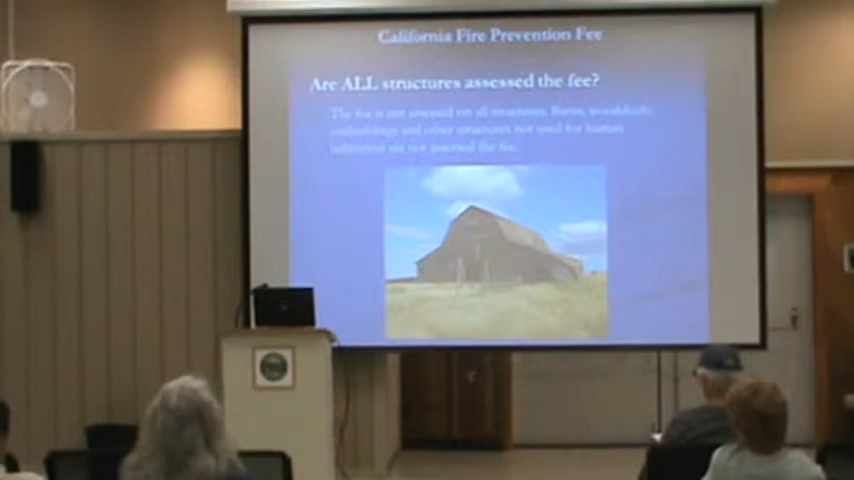 California Fire Prevention Fee
Are ALL structures assessed the fee?
The fee is not assessed on all structures. Barns, woodsheds,
outbuildings and other structures not used for human
habitation are not assessed the fee.